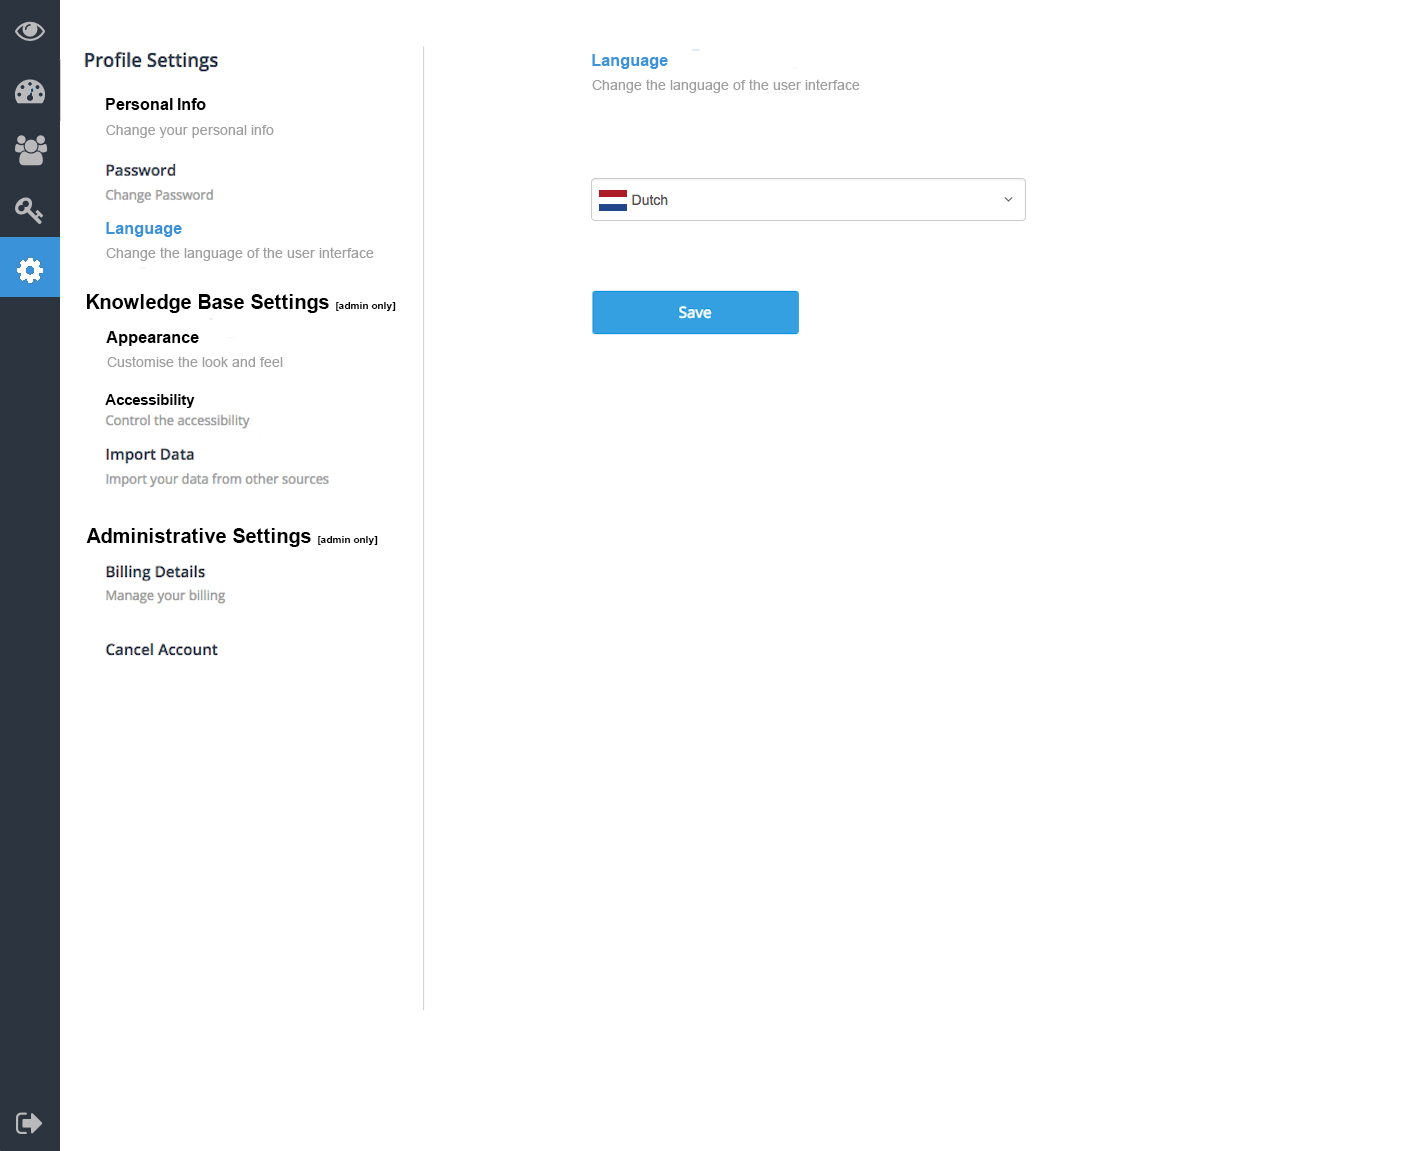 Profile Settings
Personal Info
Change your personal info
Password
Change Password
Language
Change the language of the user interface
Knowledge Base Settings [admin only]
Appearance
Customise the look and feel
Accessibility
Control the accessibility
Import Data
Import your data from other sources
Administrative Settings [admin only]
Billing Details
Manage your billing
Cancel Account
Language
Change the language of the user interface
Dutch
Save